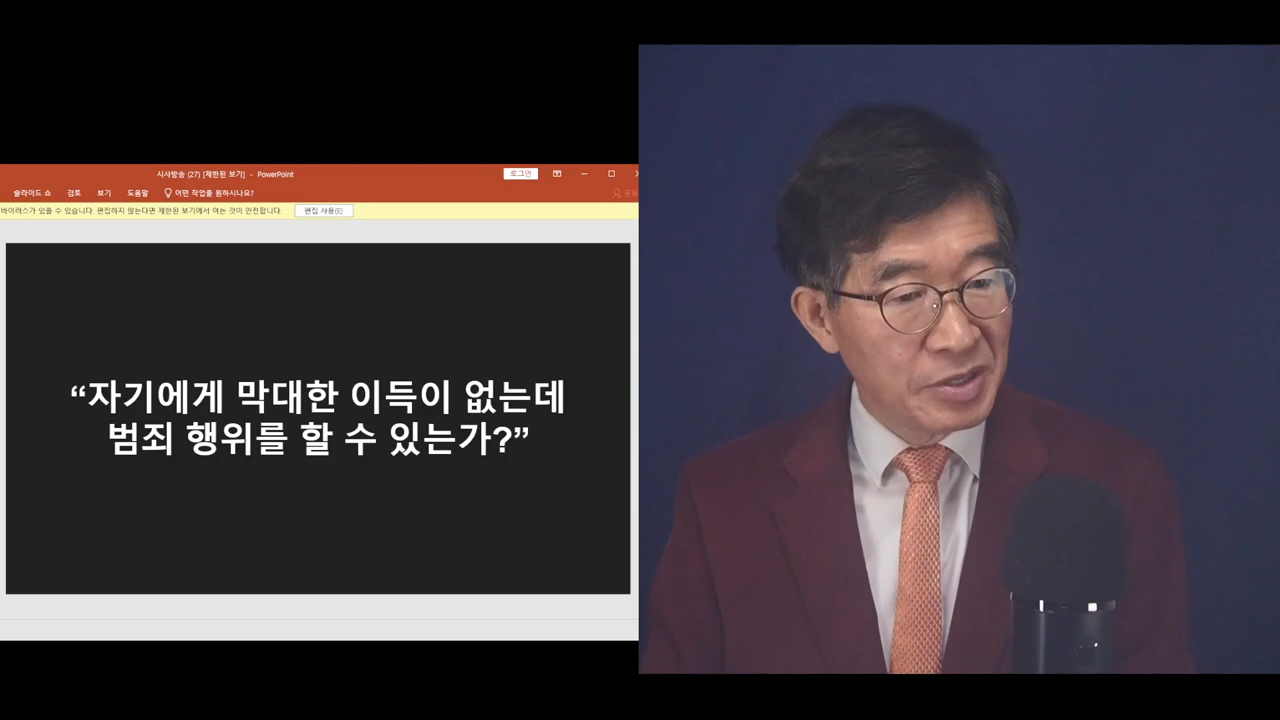 시사방송 (27) [제한된 보기] - PowerPoint
로그인
슬라이드 쇼 검토 보기 도움말 어떤 작업을 원하시나요? 공유
바이러스가 있을 수 있습니다. 편집하지 않는다면 제한된 보기에서 여는 것이 안전합니다. 편집 사용(E)
“자기에게 막대한 이득이 없는데
범죄 행위를 할 수 있는가?”